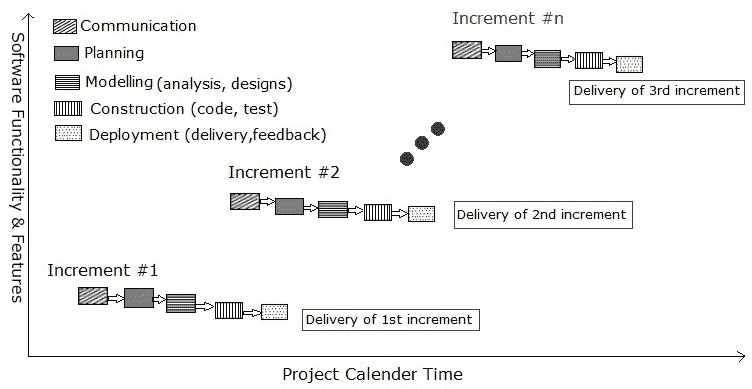 Increment #n
Communication
Planning
Modelling (analysis, designs)
Construction (code, test)
Deployment (delivery,feedback)
Delivery of 3rd increment
Increment #2
Delivery of 2nd increment
Increment #1
Delivery of 1st increment
Software Functionality & Features
Project Calender Time